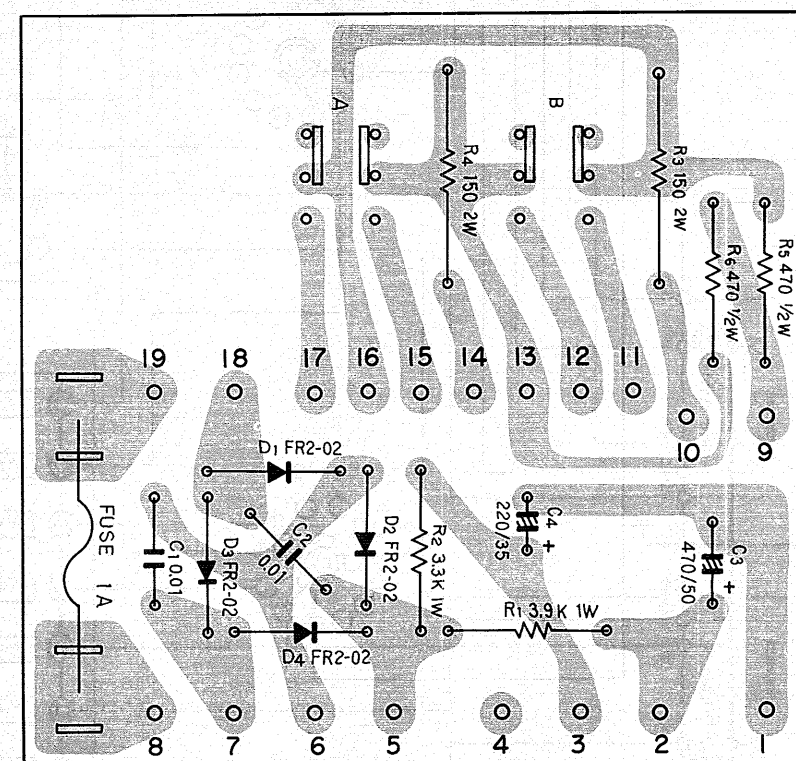 A
B
R4 150 2W
R3 150 2W
R6 470 1/2W
R5 470 1/2W
19
18
17
16
15
14
13
12
11
10
9
D1 FR2-02
FUSE 1A
C1 0.01
D3 FR2-02
C2
0.01
D2 FR2-02
R2 3.3K 1W
C4
220/35
+
C3
470/50
+
R1 3.9K 1W
D4 FR2-02
8
7
6
5
4
3
2
1